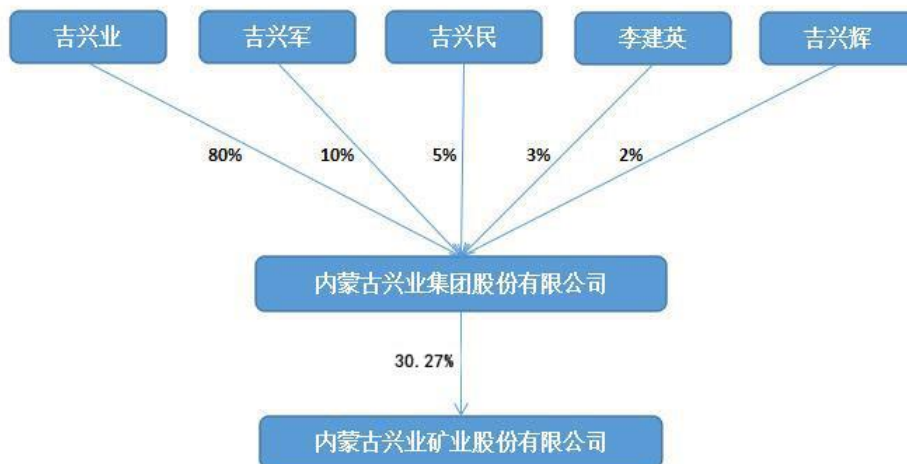 吉兴业
吉兴军
吉兴民
李建英
吉兴辉
80%
10%
5%
3%
2%
内蒙古兴业集团股份有限公司
30.27%
内蒙古兴业矿业股份有限公司